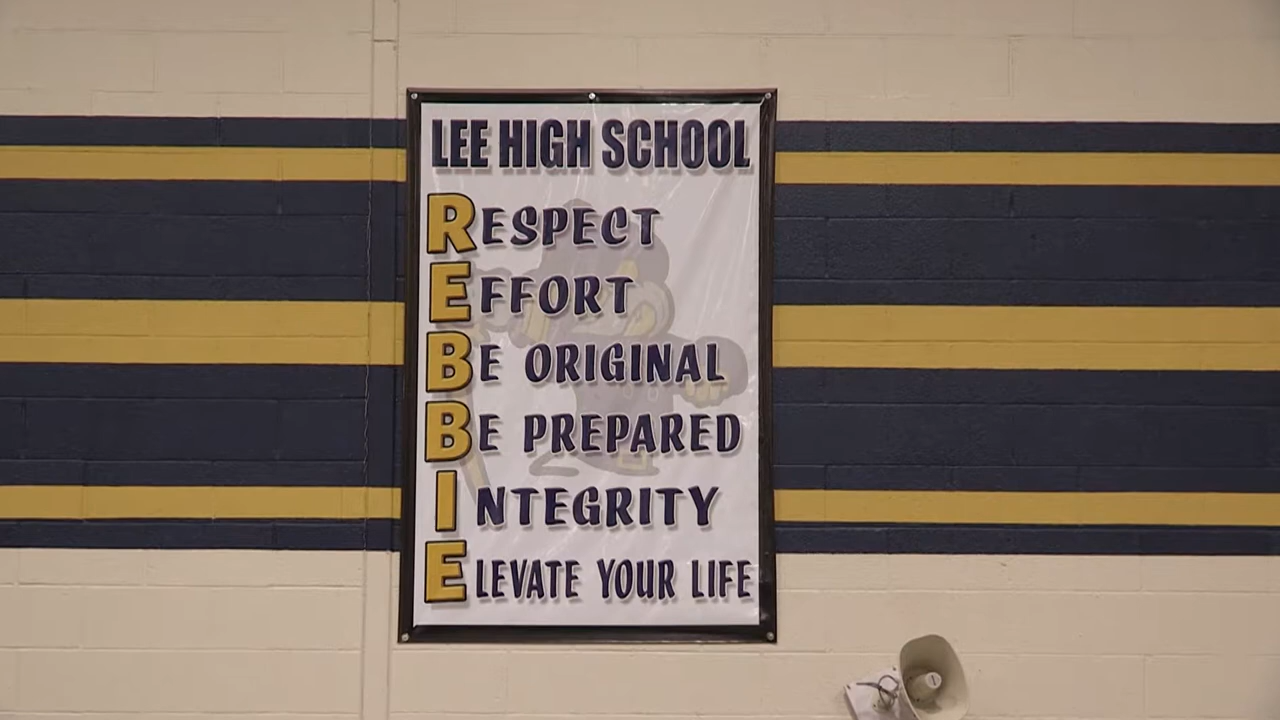 LEE HIGH SCHOOL
RESPECT
EFFORT
BE ORIGINAL
BE PREPARED
INTEGRITY
ELEVATE YOUR LIFE